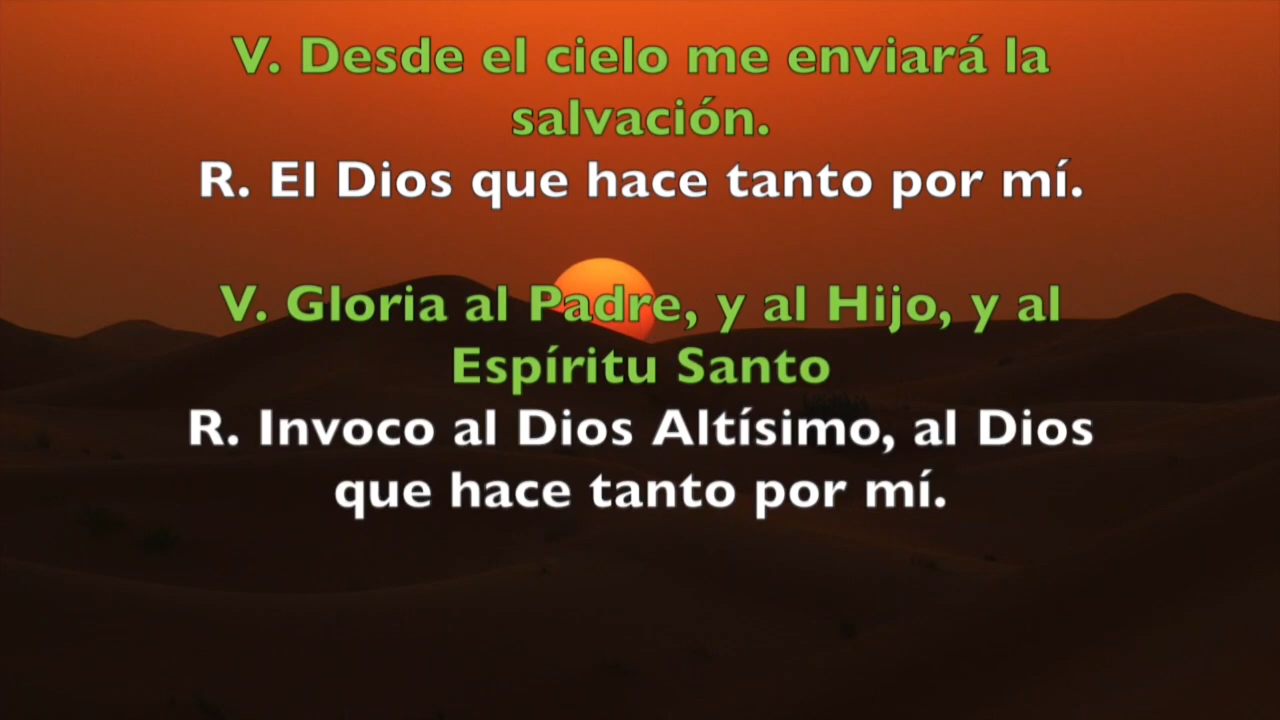 V. Desde el cielo me enviará la
salvación.
R. El Dios que hace tanto por mí.
V. Gloria al Padre, y al Hijo, y al
Espíritu Santo
R. Invoco al Dios Altísimo, al Dios
que hace tanto por mí.